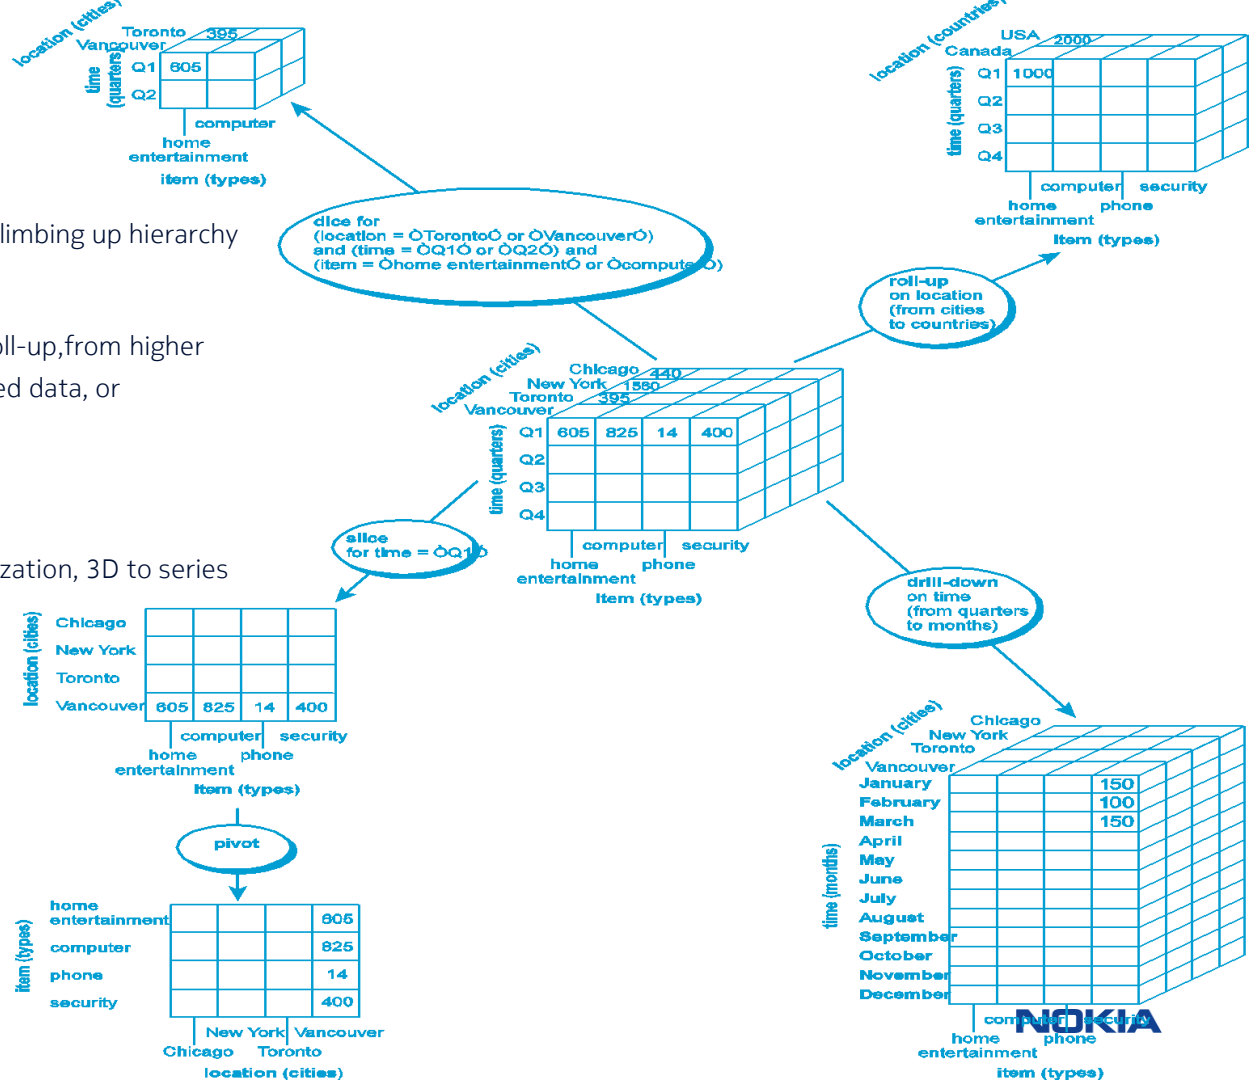 location (cities)
Toronto 395
Vancouver
Q1 605
Q2
time
(quarters)
computer
home
entertainment
item (types)
location (countries)
USA 2000
Canada
Q1 1000
Q2
Q3
Q4
time (quarters)
computer security
home phone
entertainment
item (types)
limbing up hierarchy
dice for
(location = ÒTorontoÓ or ÒVancouverÓ)
and (time = ÒQ1Ó or ÒQ2Ó) and
(item = Òhome entertainmentÓ or ÒcomputerÓ)
roll-up
on location
(from cities
to countries)
oll-up,from higher
ed data, or
location (cities)
Chicago 440
New York 1560
Toronto 395
Vancouver
Q1 605 825 14 400
Q2
Q3
Q4
time (quarters)
computer security
home phone
entertainment
item (types)
slice
for time = ÒQ1Ó
zation, 3D to series
drill-down
on time
(from quarters
to months)
location (cities)
Chicago
New York
Toronto
Vancouver 605 825 14 400
computer security
home phone
entertainment
item (types)
pivot
item (types)
home
entertainment 605
computer 825
phone 14
security 400
New York Vancouver
Chicago Toronto
location (cities)
location (cities)
Chicago
New York
Toronto
Vancouver
time (months)
January 150
February 100
March 150
April
May
June
July
August
September
October
November
December
computer security
home phone
entertainment
item (types)
NOKIA